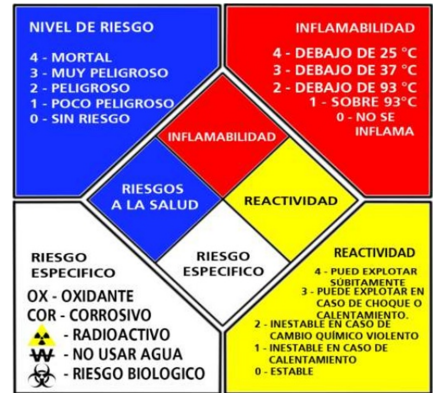 NIVEL DE RIESGO
4 - MORTAL
3 - MUY PELIGROSO
2 - PELIGROSO
1 - POCO PELIGROSO
0 - SIN RIESGO
INFLAMABILIDAD
4 - DEBAJO DE 25 °C
3 - DEBAJO DE 37 °C
2 - DEBAJO DE 93 °C
1 - SOBRE 93°C
0 - NO SE
INFLAMA
INFLAMABILIDAD
RIESGOS
A LA SALUD
REACTIVIDAD
RIESGO
ESPECIFICO
RIESGO
ESPECIFICO
OX - OXIDANTE
COR - CORROSIVO
- RADIOACTIVO
W - NO USAR AGUA
- RIESGO BIOLOGICO
REACTIVIDAD
4 - PUED EXPLOTAR
SÚBITAMENTE
3 - PUEDE EXPLOTAR EN
CASO DE CHOQUE O
CALENTAMIENTO.
2 - INESTABLE EN CASO DE
CAMBIO QUÍMICO VIOLENTO
1 - INESTABLE EN CASO DE
CALENTAMIENTO
0 - ESTABLE